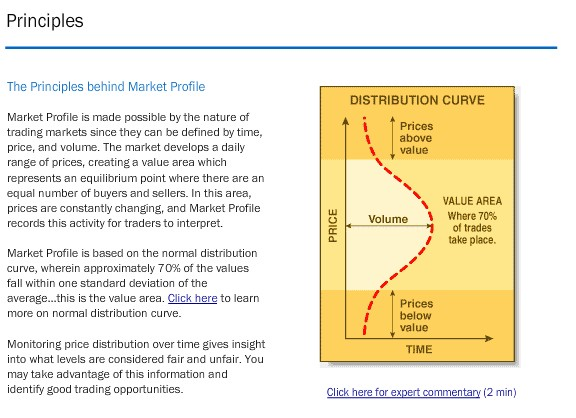 Principles
The Principles behind Market Profile
Market Profile is made possible by the nature of
trading markets since they can be defined by time,
price, and volume. The market develops a daily
range of prices, creating a value area which
represents an equilibrium point where there are an
equal number of buyers and sellers. In this area,
prices are constantly changing, and Market Profile
records this activity for traders to interpret.
Market Profile is based on the normal distribution
curve, wherein approximately 70% of the values
fall within one standard deviation of the
average...this is the value area. Click here to learn
more on normal distribution curve.
Monitoring price distribution over time gives insight
into what levels are considered fair and unfair. You
may take advantage of this information and
identify good trading opportunities.
DISTRIBUTION CURVE
Prices
above
value
PRICE
Volume
VALUE AREA
Where 70%
of trades
take place.
Prices
below
value
TIME
Click here for expert commentary (2 min)